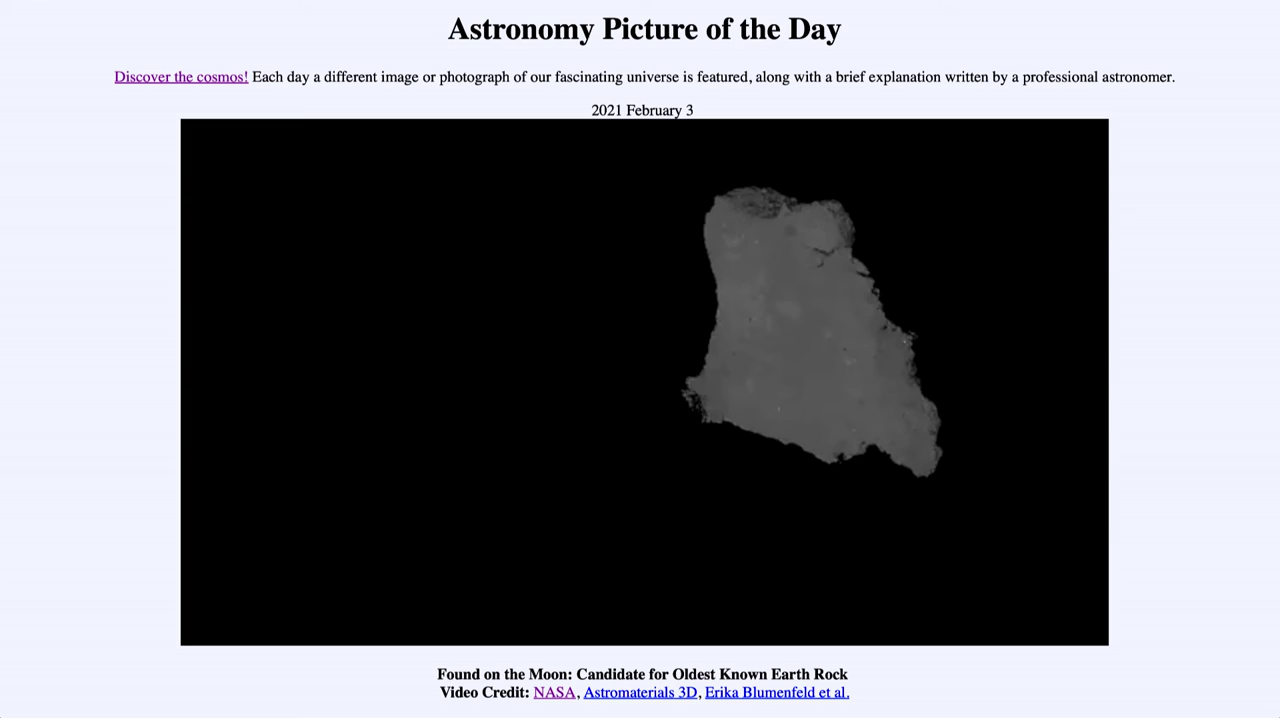 Astronomy Picture of the Day
Discover the cosmos! Each day a different image or photograph of our fascinating universe is featured, along with a brief explanation written by a professional astronomer.
2021 February 3
Found on the Moon: Candidate for Oldest Known Earth Rock
Video Credit: NASA, Astromaterials 3D, Erika Blumenfeld et al.